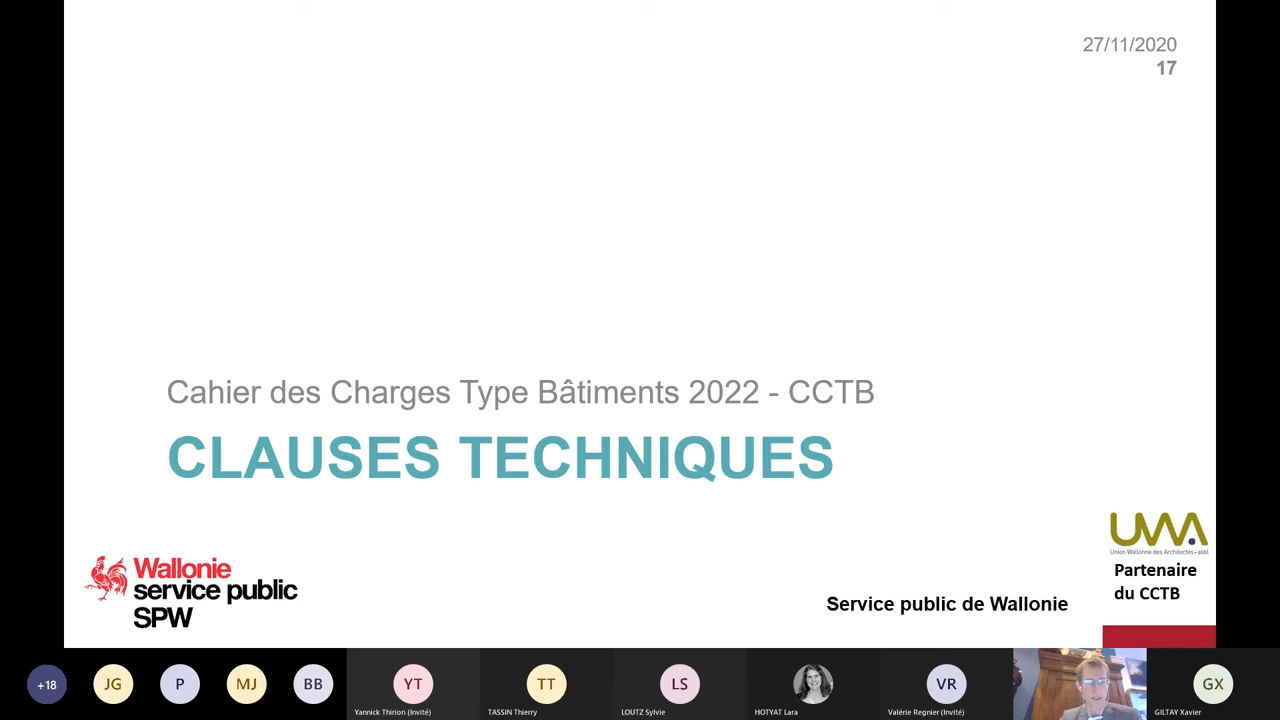 27/11/2020
17
Cahier des Charges Type Bâtiments 2022 - CCTB
CLAUSES TECHNIQUES
UWA
Union Wallonne des Architectes • asbl
Partenaire
du CCTB
Wallonie
service public
SPW
Service public de Wallonie
+18
JG
P
MJ
BB
YT
TT
LS
VR
GX
Yannick Thirion (Invité)
TASSIN Thierry
LOUTZ Sylvie
HOTYAT Lara
Valérie Regnier (Invité)
GILTAY Xavier